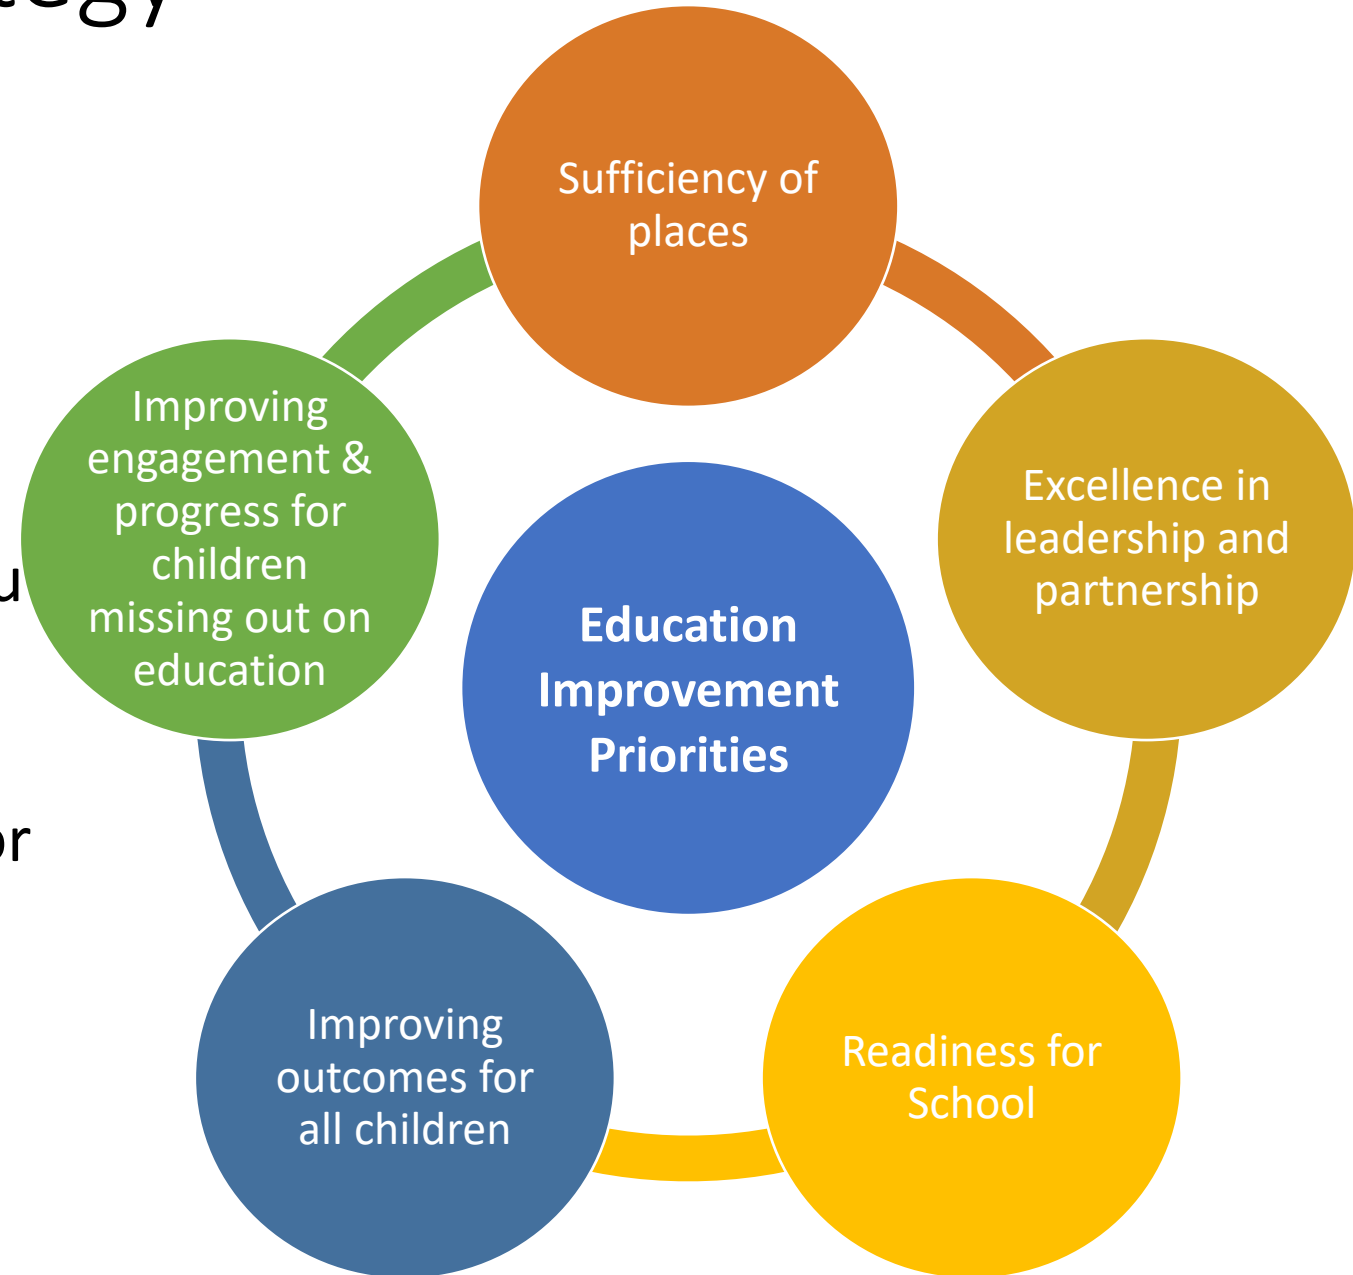 Sufficiency of
places
Excellence in
leadership and
partnership
Readiness for
School
Improving
outcomes for
all children
Improving
engagement &
progress for
children
missing out on
education
Education
Improvement
Priorities